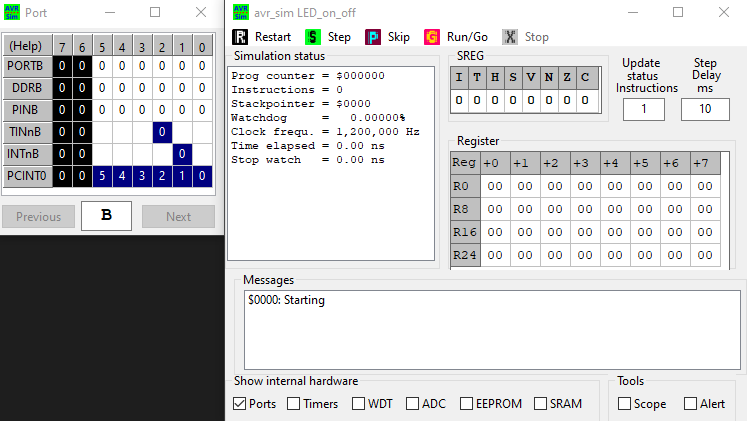 AVR Sim Port
(Help) 7 6 5 4 3 2 1 0
PORTB 0 0 0 0 0 0 0 0
DDRB 0 0 0 0 0 0 0 0
PINB 0 0 0 0 0 0 0 0
TINnB 0 0 0
INTnB 0 0 0
PCINT0 0 0 5 4 3 2 1 0
Previous B Next
AVR Sim avr_sim LED_on_off
R Restart S Step P Skip G Run/Go X Stop
Simulation status
Prog counter = $000000
Instructions = 0
Stackpointer = $0000
Watchdog = 0.00000%
Clock frequ. = 1,200,000 Hz
Time elapsed = 0.00 ns
Stop watch = 0.00 ns
SREG
I T H S V N Z C
0 0 0 0 0 0 0 0
Update
status
Instructions
1
Step
Delay
ms
10
Register
Reg +0 +1 +2 +3 +4 +5 +6 +7
R0 00 00 00 00 00 00 00 00
R8 00 00 00 00 00 00 00 00
R16 00 00 00 00 00 00 00 00
R24 00 00 00 00 00 00 00 00
Messages
$0000: Starting
Show internal hardware
Ports Timers WDT ADC EEPROM SRAM
Tools
Scope Alert